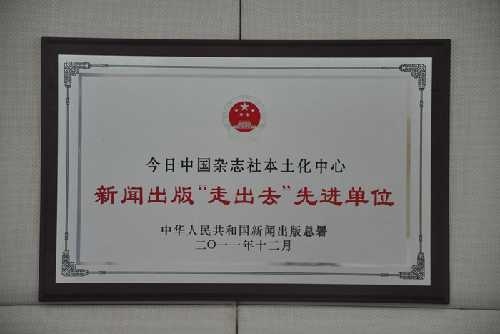 今日中国杂志社本土化中心
新闻出版“走出去”先进单位
中华人民共和国新闻出版总署
二〇一一年十二月